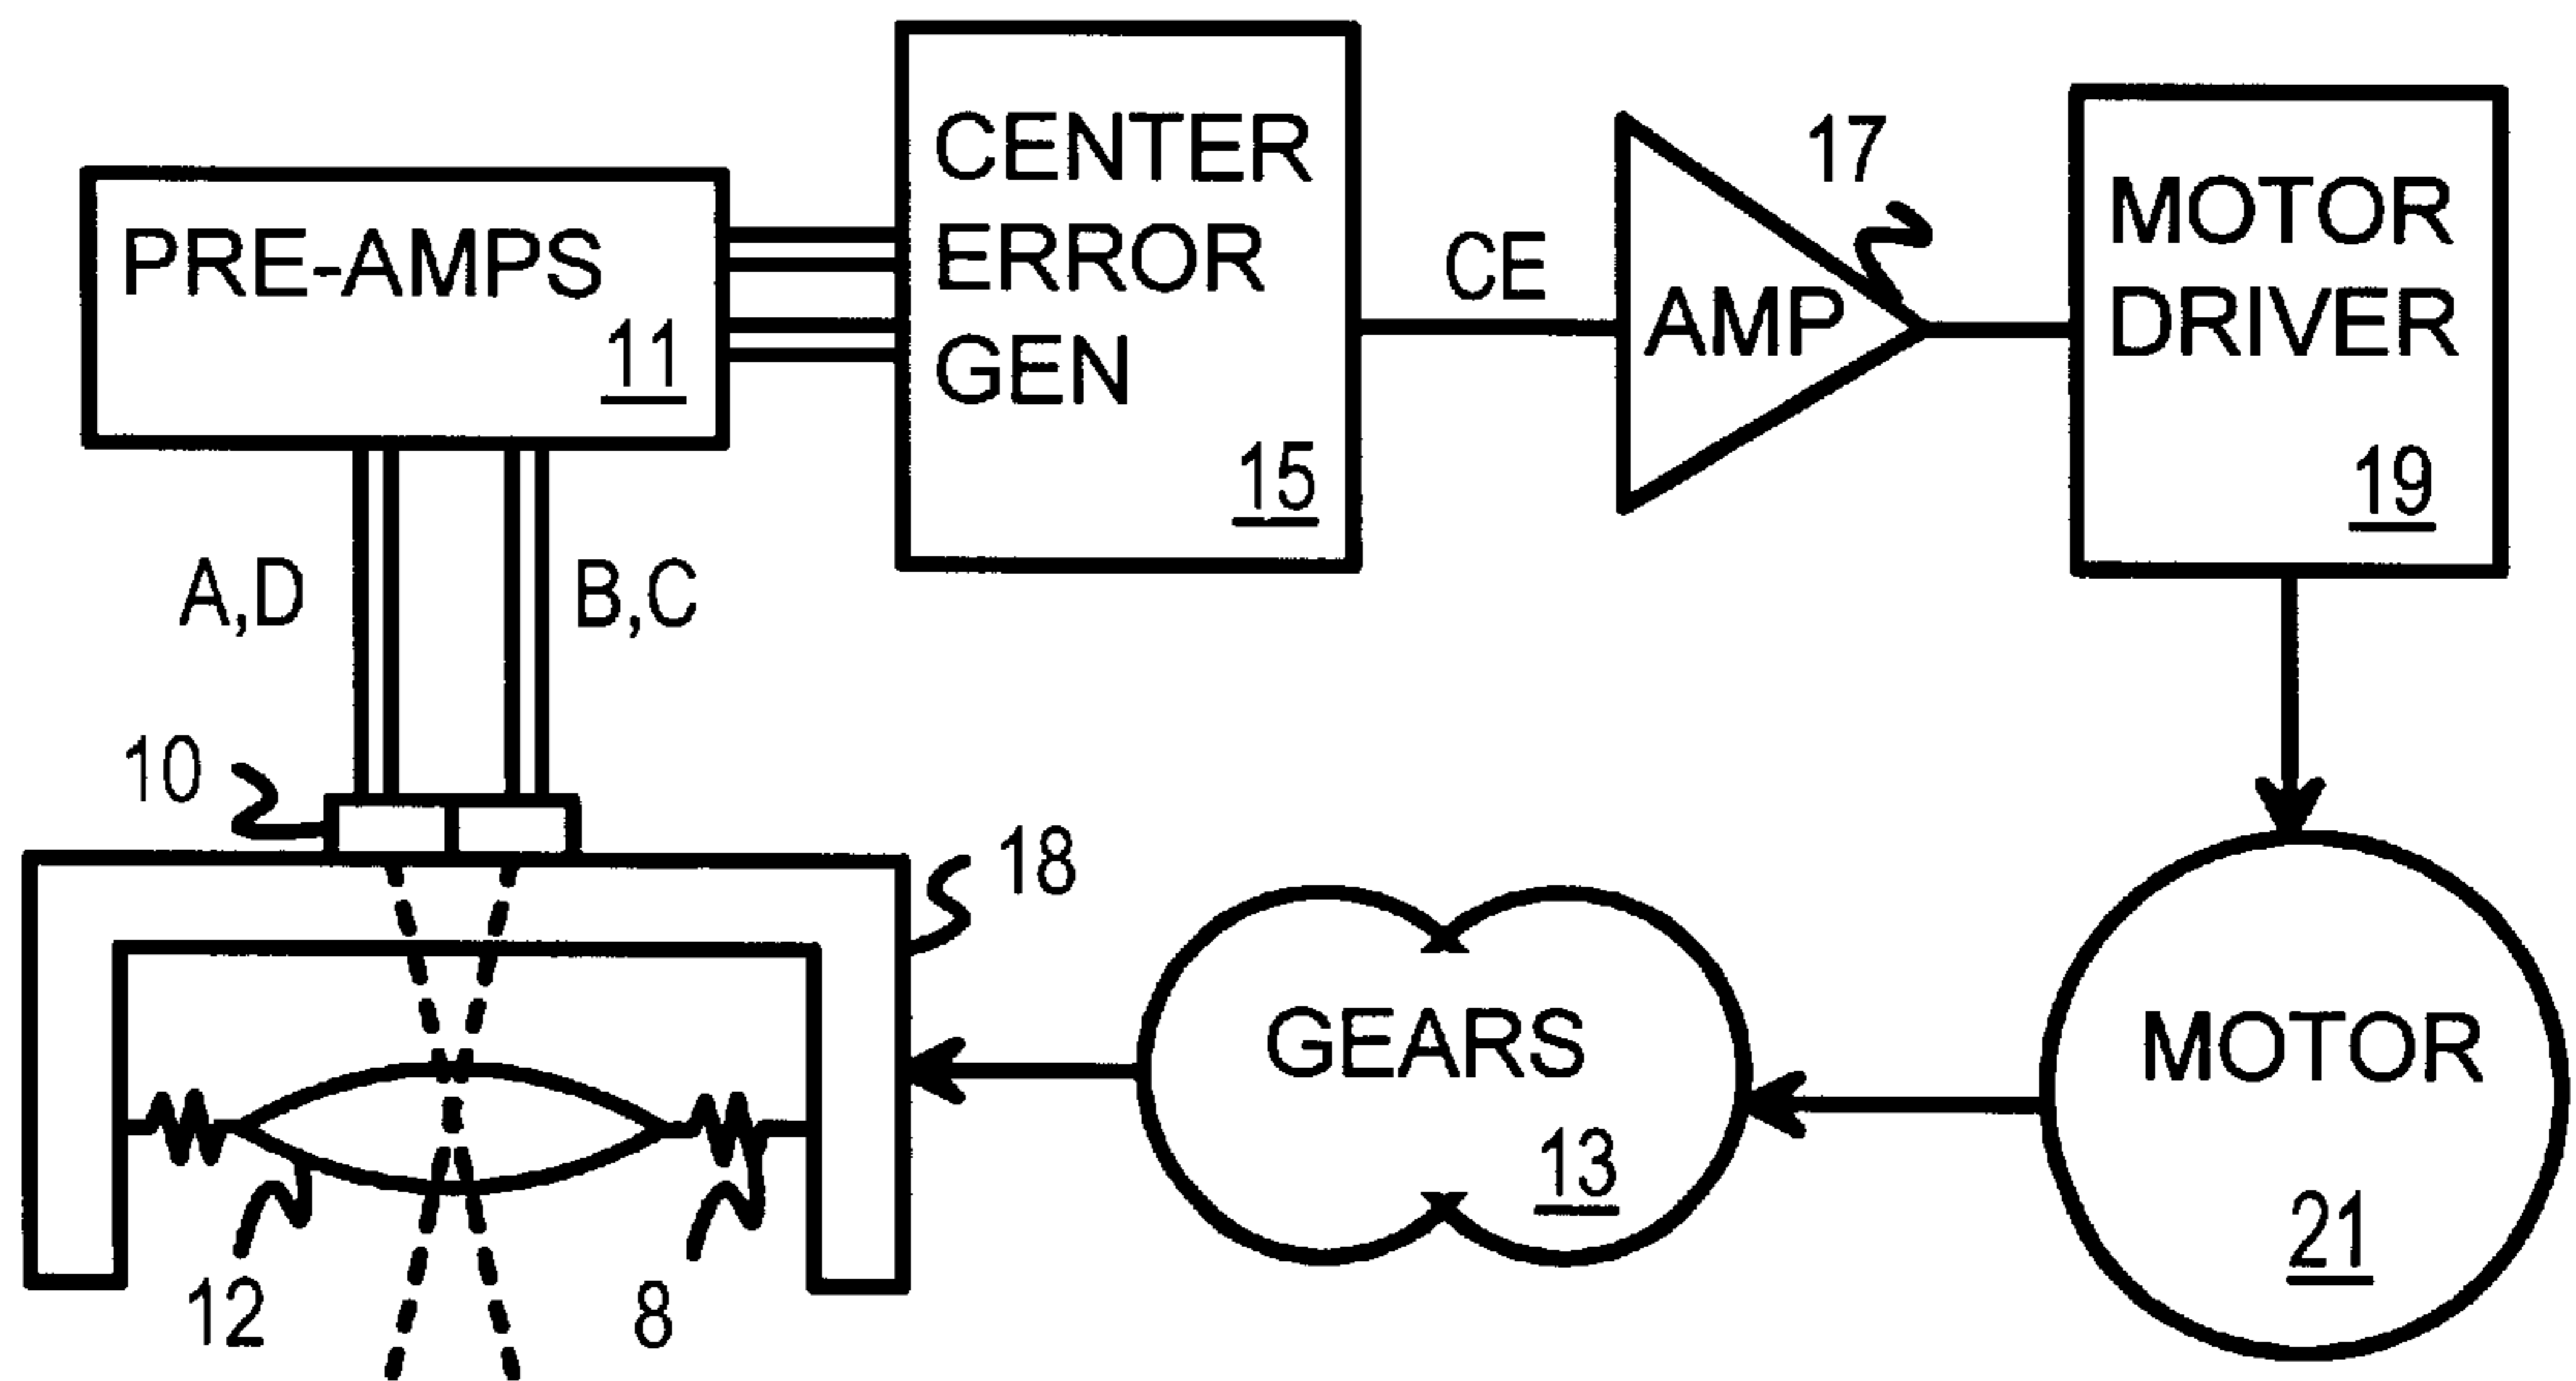 PRE-AMPS
11
CENTER
ERROR
GEN
15
CE
AMP
17
MOTOR
DRIVER
19
A,D
B,C
10
18
GEARS
13
MOTOR
21
12
8